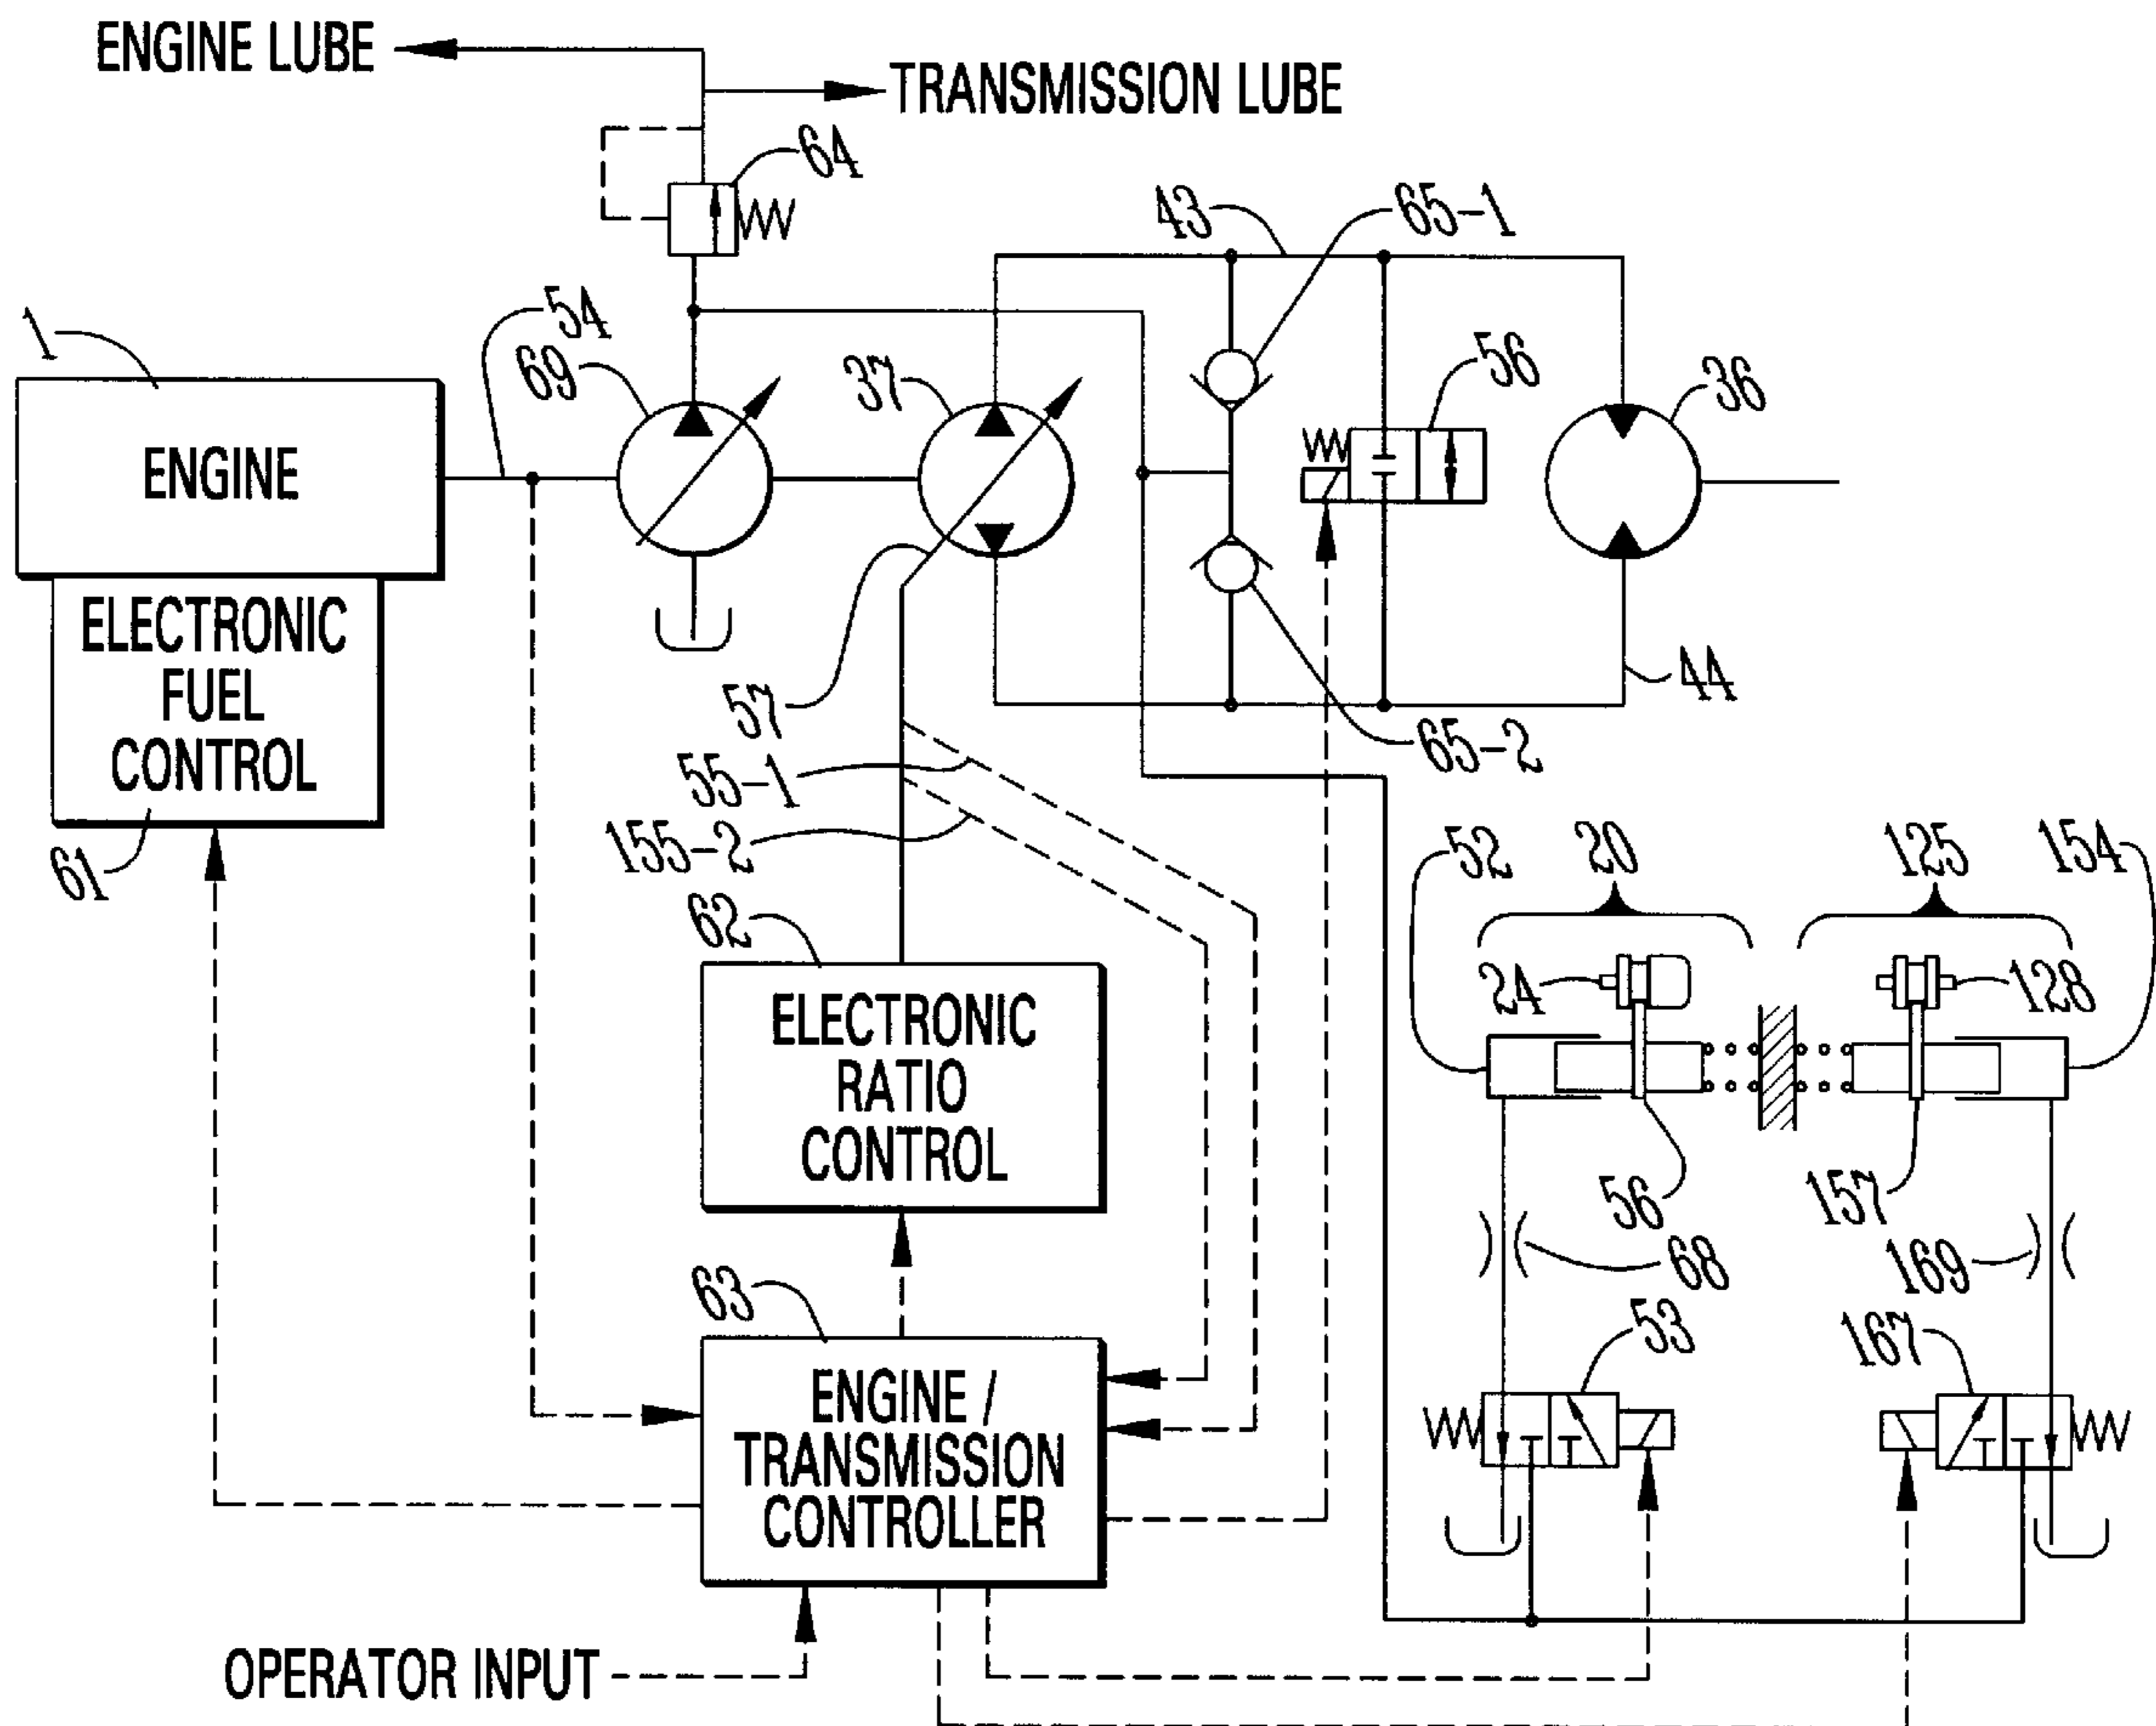 ENGINE LUBE
TRANSMISSION LUBE
64
43
65-1
1
54
69
37
56
36
ENGINE
ELECTRONIC
FUEL
CONTROL
57
44
65-2
55-1
155-2
61
52
20
125
154
62
24
128
ELECTRONIC
RATIO
CONTROL
56
157
68
169
63
53
167
ENGINE /
TRANSMISSION
CONTROLLER
OPERATOR INPUT